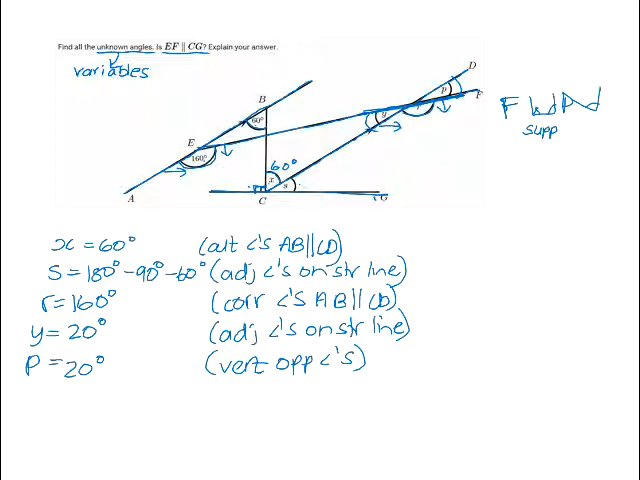 Find all the unknown angles. Is EF ∥ CG? Explain your answer.
variables
D
p
F
F
supp
B
60°
y
E
160°
60°
x
s
A
C
G
x = 60° (alt ∠'s AB∥CD)
S = 180° - 90° - 60° (adj ∠'s on str line)
r = 160° (corr ∠'s AB∥CD)
y = 20° (adj ∠'s on str line)
P = 20° (vert opp ∠'s)